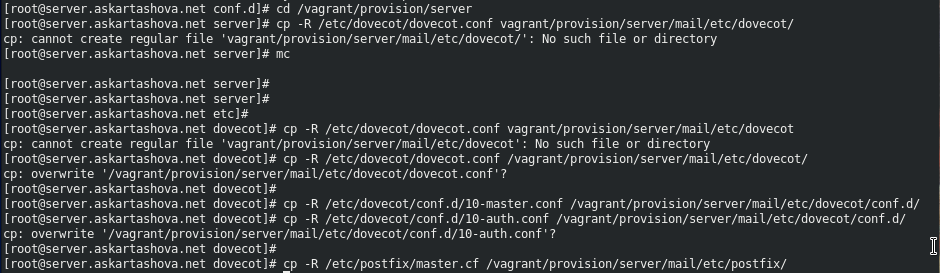 [root@server.askartashova.net conf.d]# cd /vagrant/provision/server
[root@server.askartashova.net server]# cp -R /etc/dovecot/dovecot.conf vagrant/provision/server/mail/etc/dovecot/
cp: cannot create regular file 'vagrant/provision/server/mail/etc/dovecot/': No such file or directory
[root@server.askartashova.net server]# mc
[root@server.askartashova.net server]#
[root@server.askartashova.net server]#
[root@server.askartashova.net etc]#
[root@server.askartashova.net dovecot]# cp -R /etc/dovecot/dovecot.conf vagrant/provision/server/mail/etc/dovecot
cp: cannot create regular file 'vagrant/provision/server/mail/etc/dovecot': No such file or directory
[root@server.askartashova.net dovecot]# cp -R /etc/dovecot/dovecot.conf /vagrant/provision/server/mail/etc/dovecot/
cp: overwrite '/vagrant/provision/server/mail/etc/dovecot/dovecot.conf'?
[root@server.askartashova.net dovecot]#
[root@server.askartashova.net dovecot]# cp -R /etc/dovecot/conf.d/10-master.conf /vagrant/provision/server/mail/etc/dovecot/conf.d/
[root@server.askartashova.net dovecot]# cp -R /etc/dovecot/conf.d/10-auth.conf /vagrant/provision/server/mail/etc/dovecot/conf.d/
cp: overwrite '/vagrant/provision/server/mail/etc/dovecot/conf.d/10-auth.conf'?
[root@server.askartashova.net dovecot]#
[root@server.askartashova.net dovecot]# cp -R /etc/postfix/master.cf /vagrant/provision/server/mail/etc/postfix/